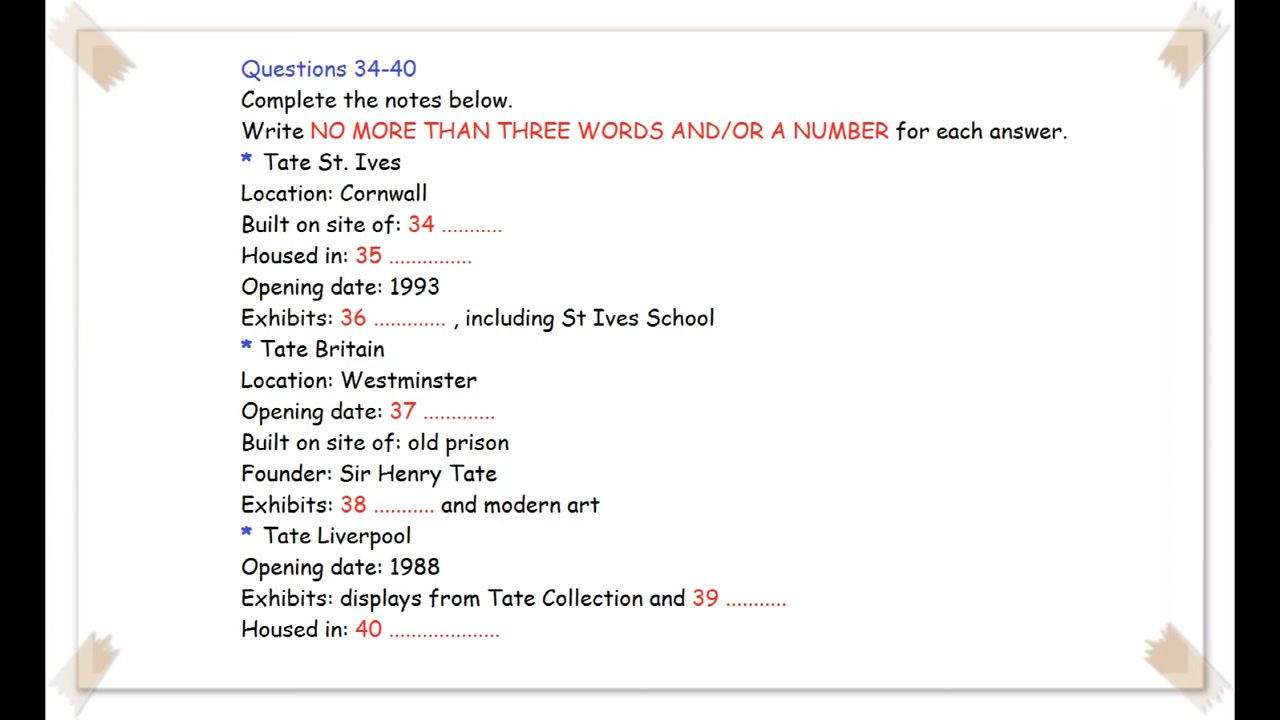 Questions 34-40
Complete the notes below.
Write NO MORE THAN THREE WORDS AND/OR A NUMBER for each answer.
* Tate St. Ives
Location: Cornwall
Built on site of: 34 ...........
Housed in: 35 ...............
Opening date: 1993
Exhibits: 36 ............. , including St Ives School
* Tate Britain
Location: Westminster
Opening date: 37 .............
Built on site of: old prison
Founder: Sir Henry Tate
Exhibits: 38 ........... and modern art
* Tate Liverpool
Opening date: 1988
Exhibits: displays from Tate Collection and 39 ...........
Housed in: 40 ....................